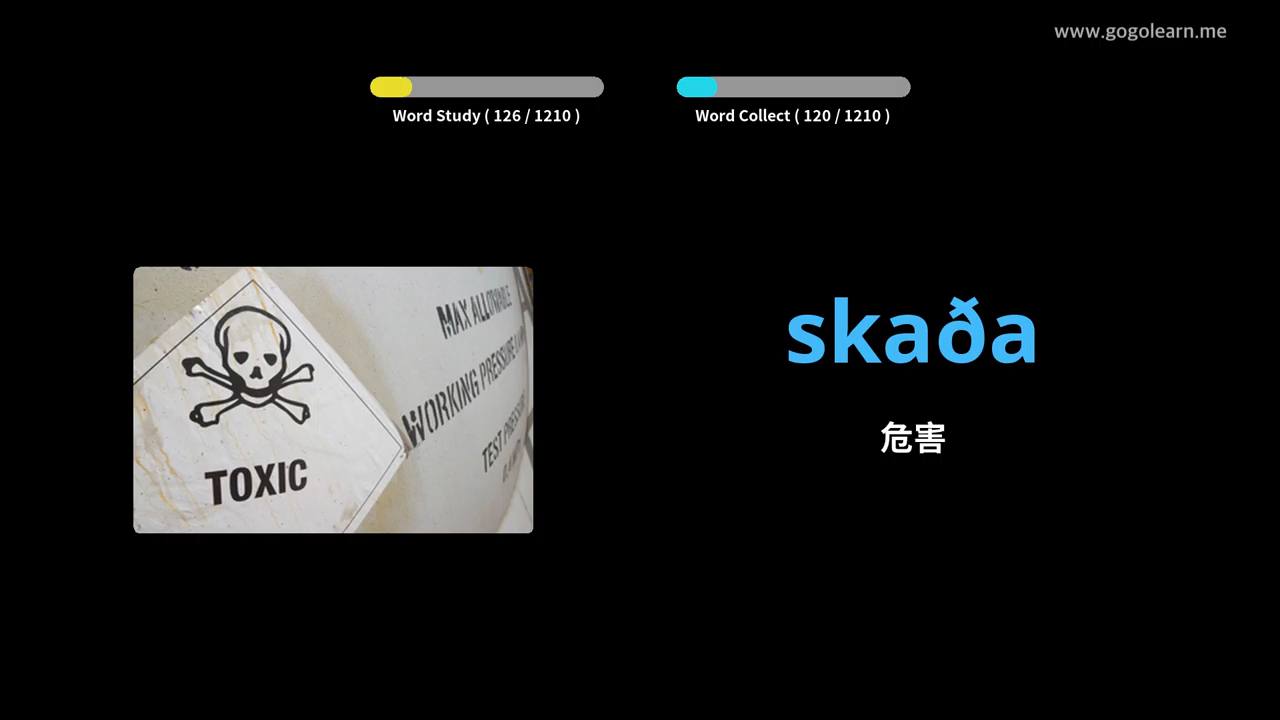 www.gogolearn.me
Word Study ( 126 / 1210 )
Word Collect ( 120 / 1210 )
MAX ALLOWABLE
WORKING PRESSURE
TEST PRESSURE
TOXIC
skaða
危害